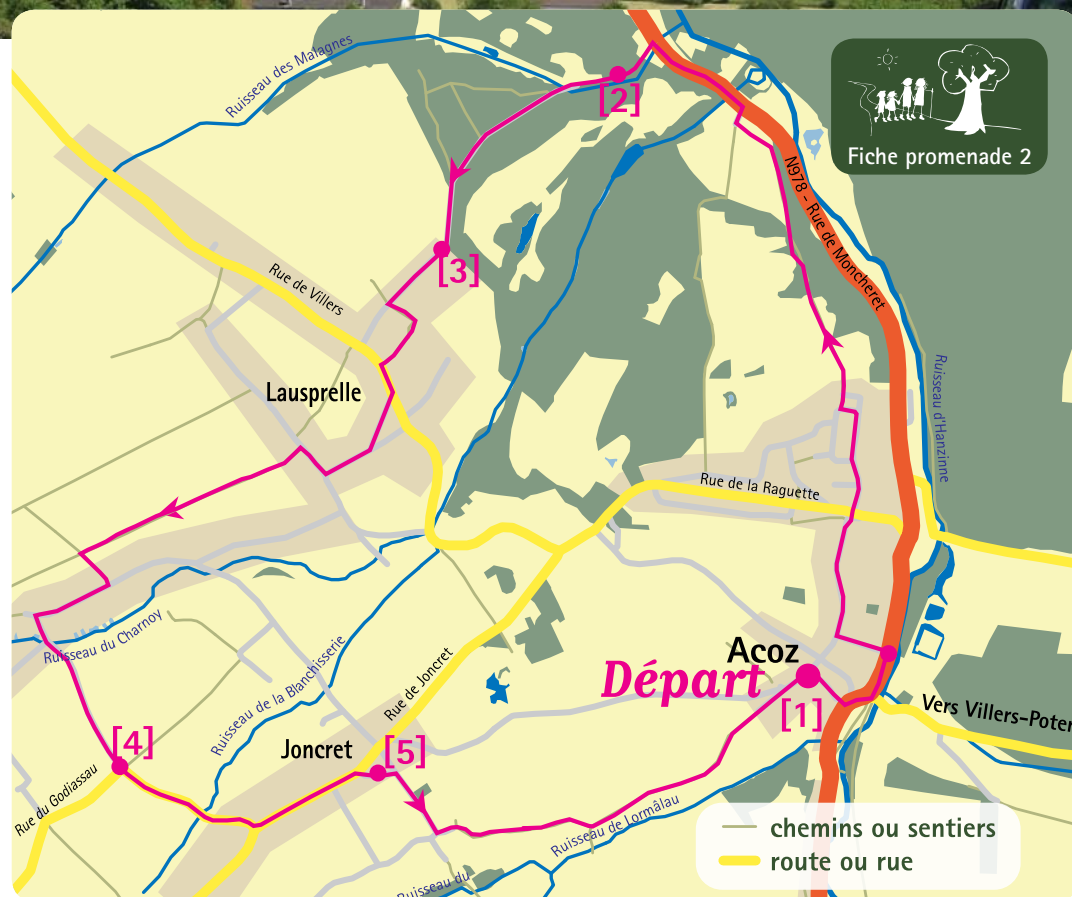 Ruisseau des Malagnes
[2]
Fiche promenade 2
N978 - Rue de Moncheret
[3]
Rue de Villers
Ruisseau d'Hanzinne
Lausprelle
Rue de la Raguette
Ruisseau du Charnoy
Ruisseau de la Blanchisserie
Rue de Joncret
Acoz
Départ
[1]
Vers Villers-Poter
[4]
Joncret
[5]
Rue du Godiassau
Ruisseau de Lormâlau
Ruisseau du
chemins ou sentiers
route ou rue